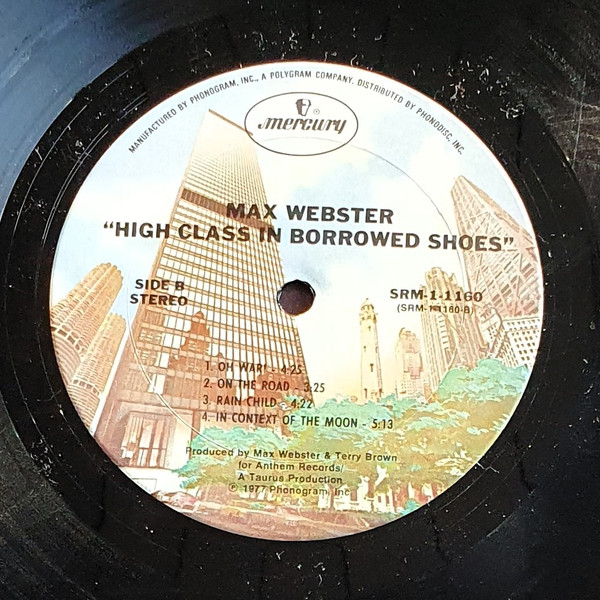 MANUFACTURED BY PHONOGRAM, INC., A POLYGRAM COMPANY. DISTRIBUTED BY PHONODISC, INC.
mercury
MAX WEBSTER
“HIGH CLASS IN BORROWED SHOES”
SIDE B
STEREO
SRM-1-1160
(SRM-1-1160-B)
1. OH WAR! - 4:25
2. ON THE ROAD - 3:25
3. RAIN CHILD - 4:22
4. IN CONTEXT OF THE MOON - 5:13
Produced by Max Webster & Terry Brown
for Anthem Records/
A Taurus Production
℗ 1977 Phonogram, Inc.